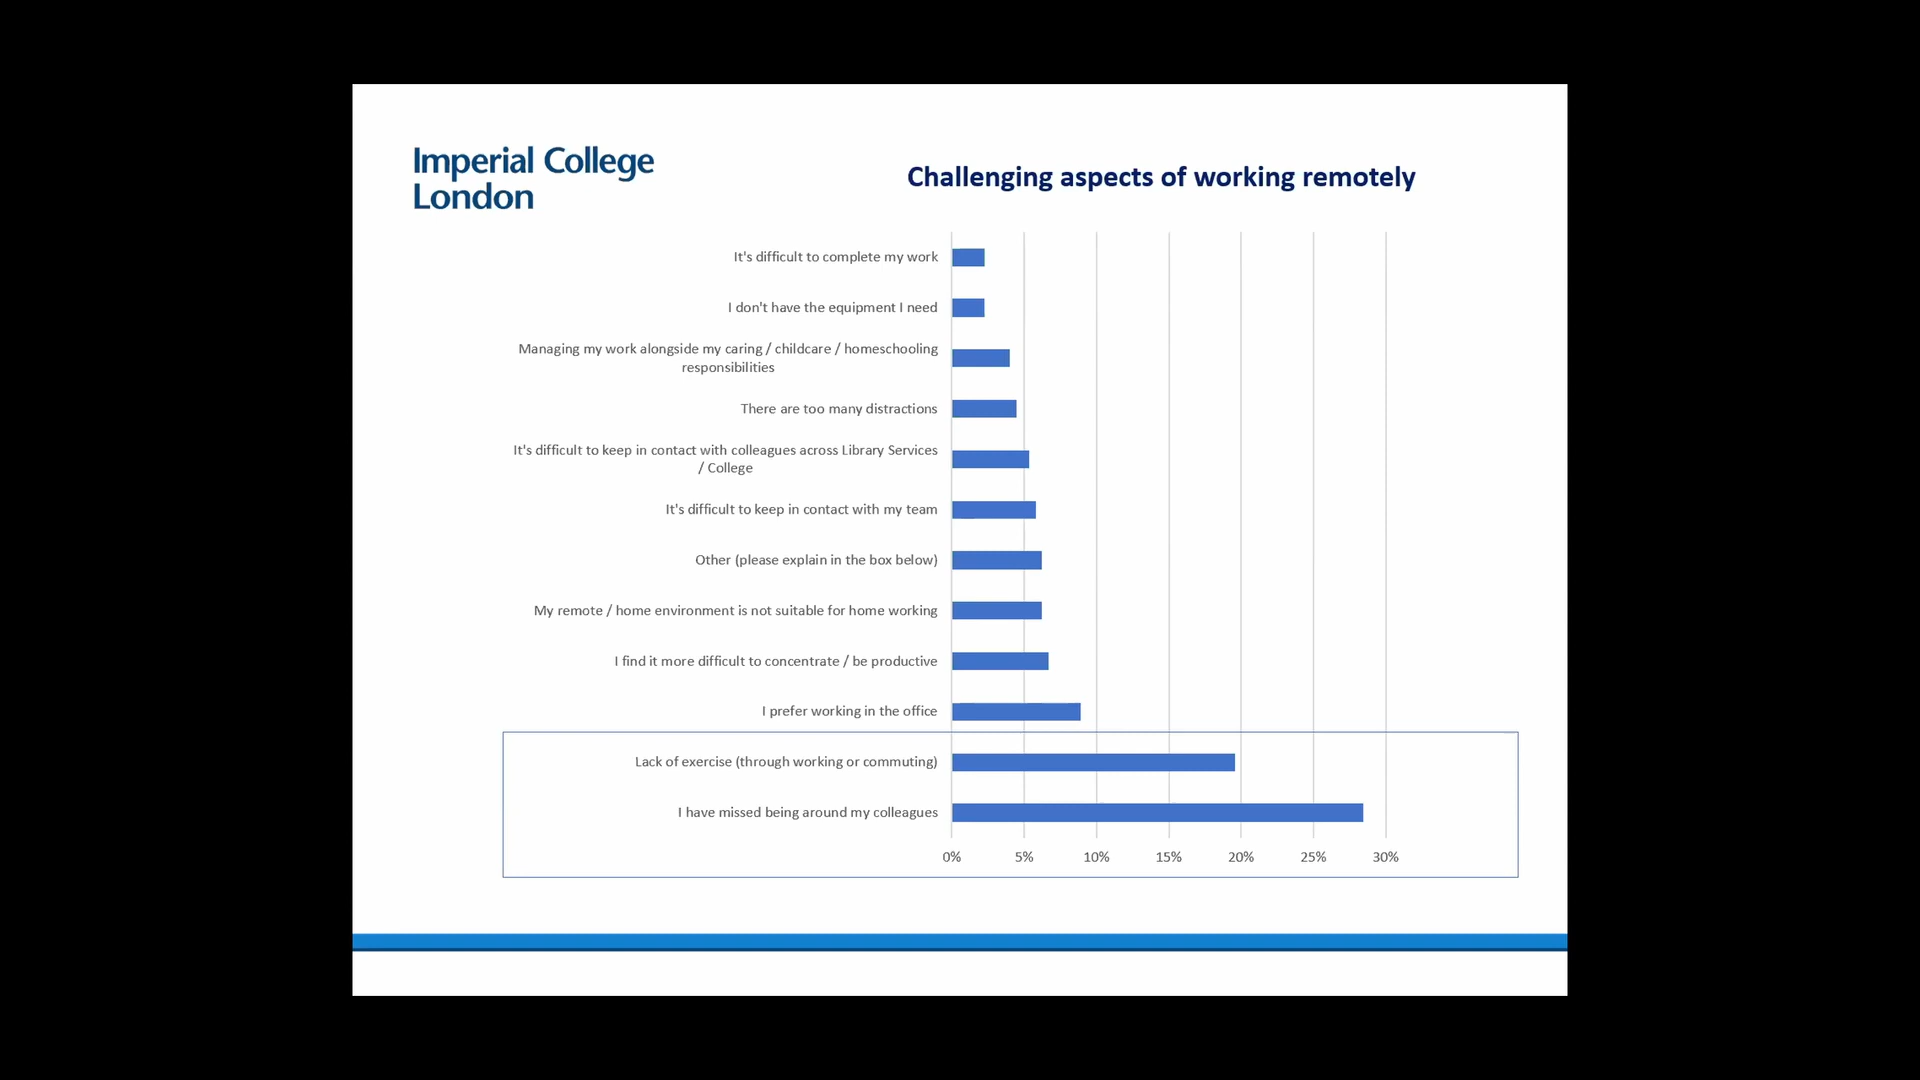 Imperial College
London
Challenging aspects of working remotely
It's difficult to complete my work
I don't have the equipment I need
Managing my work alongside my caring / childcare / homeschooling
responsibilities
There are too many distractions
It's difficult to keep in contact with colleagues across Library Services
/ College
It's difficult to keep in contact with my team
Other (please explain in the box below)
My remote / home environment is not suitable for home working
I find it more difficult to concentrate / be productive
I prefer working in the office
Lack of exercise (through working or commuting)
I have missed being around my colleagues
0% 5% 10% 15% 20% 25% 30%